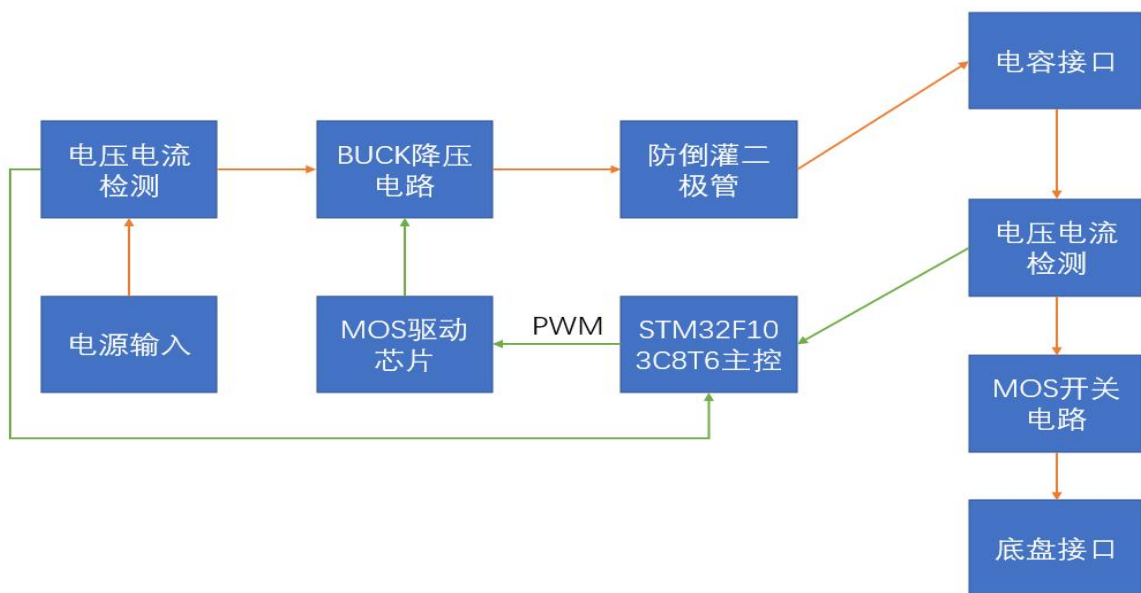 电容接口
电压电流
检测
BUCK降压
电路
防倒灌二
极管
电压电流
检测
电源输入
MOS驱动
芯片
PWM
STM32F10
3C8T6主控
MOS开关
电路
底盘接口